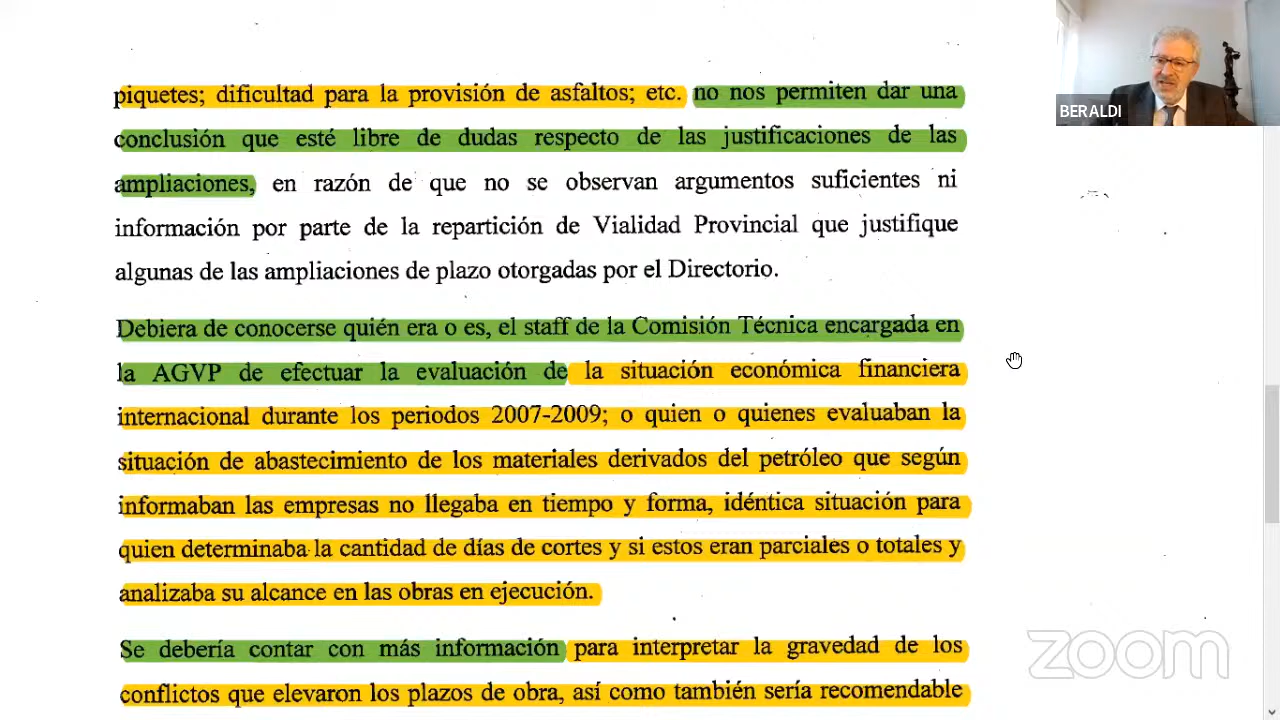 piquetes; dificultad para la provisión de asfaltos; etc. no nos permiten dar una
conclusión que esté libre de dudas respecto de las justificaciones de las
ampliaciones, en razón de que no se observan argumentos suficientes ni
información por parte de la repartición de Vialidad Provincial que justifique
algunas de las ampliaciones de plazo otorgadas por el Directorio.
Debiera de conocerse quién era o es, el staff de la Comisión Técnica encargada en
la AGVP de efectuar la evaluación de la situación económica financiera
internacional durante los periodos 2007-2009; o quien o quienes evaluaban la
situación de abastecimiento de los materiales derivados del petróleo que según
informaban las empresas no llegaba en tiempo y forma, idéntica situación para
quien determinaba la cantidad de días de cortes y si estos eran parciales o totales y
analizaba su alcance en las obras en ejecución.
Se debería contar con más información para interpretar la gravedad de los
conflictos que elevaron los plazos de obra, así como también sería recomendable
BERALDI
zoom